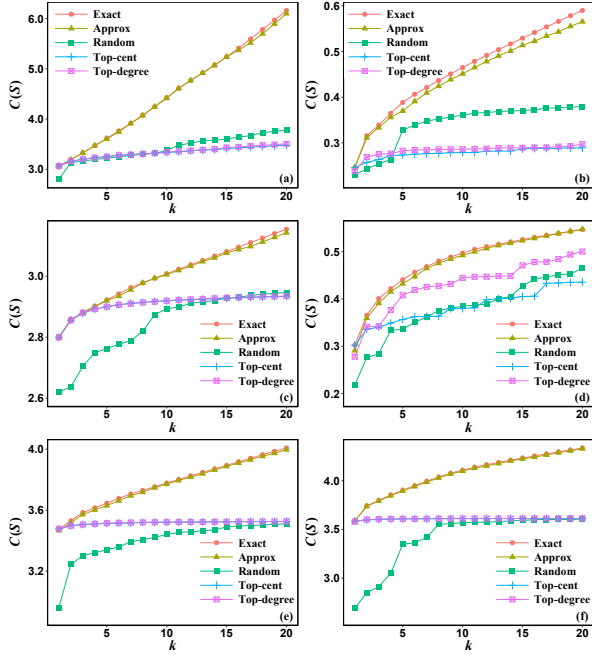 6.0
5.0
4.0
3.0
C(S)
Exact
Approx
Random
Top-cent
Top-degree
(a)
5 10 15 20
k
0.6
0.5
0.4
0.3
C(S)
Exact
Approx
Random
Top-cent
Top-degree
(b)
5 10 15 20
k
3.0
2.8
2.6
C(S)
Exact
Approx
Random
Top-cent
Top-degree
(c)
5 10 15 20
k
0.5
0.4
0.3
0.2
C(S)
Exact
Approx
Random
Top-cent
Top-degree
(d)
5 10 15 20
k
4.0
3.6
3.2
C(S)
Exact
Approx
Random
Top-cent
Top-degree
(e)
5 10 15 20
k
4.0
3.5
3.0
C(S)
Exact
Approx
Random
Top-cent
Top-degree
(f)
5 10 15 20
k